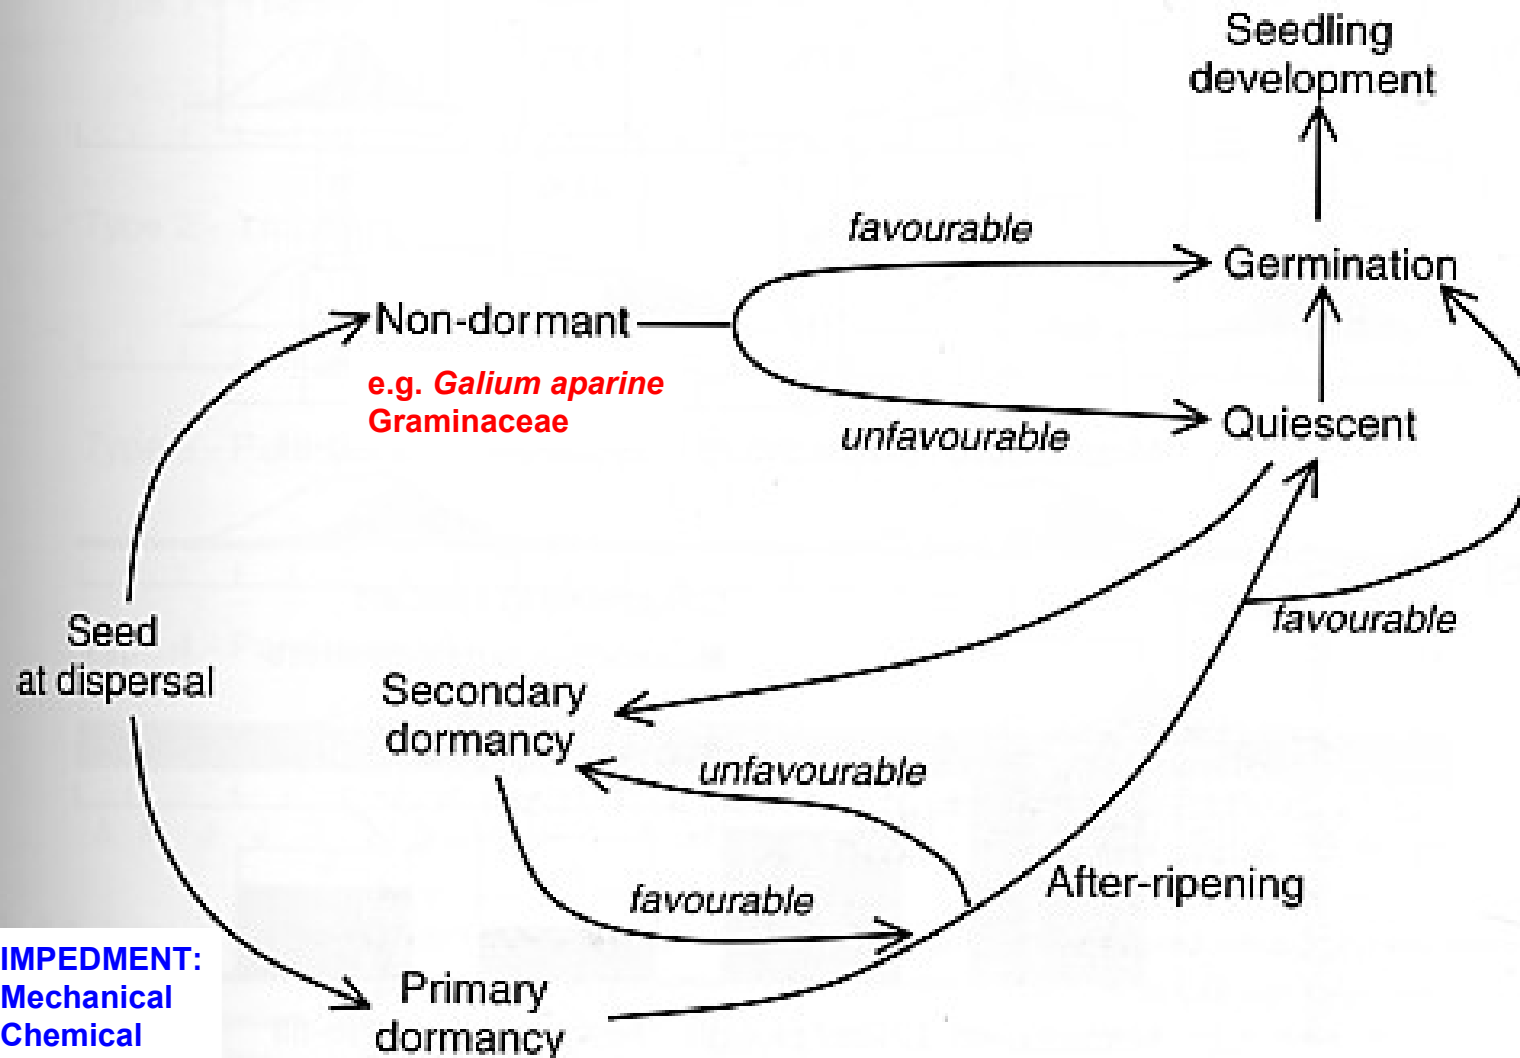 Seedling
development
favourable
Germination
Non-dormant
e.g. Galium aparine
Graminaceae
unfavourable
Quiescent
Seed
at dispersal
favourable
Secondary
dormancy
unfavourable
After-ripening
favourable
IMPEDMENT:
Mechanical
Chemical
Primary
dormancy